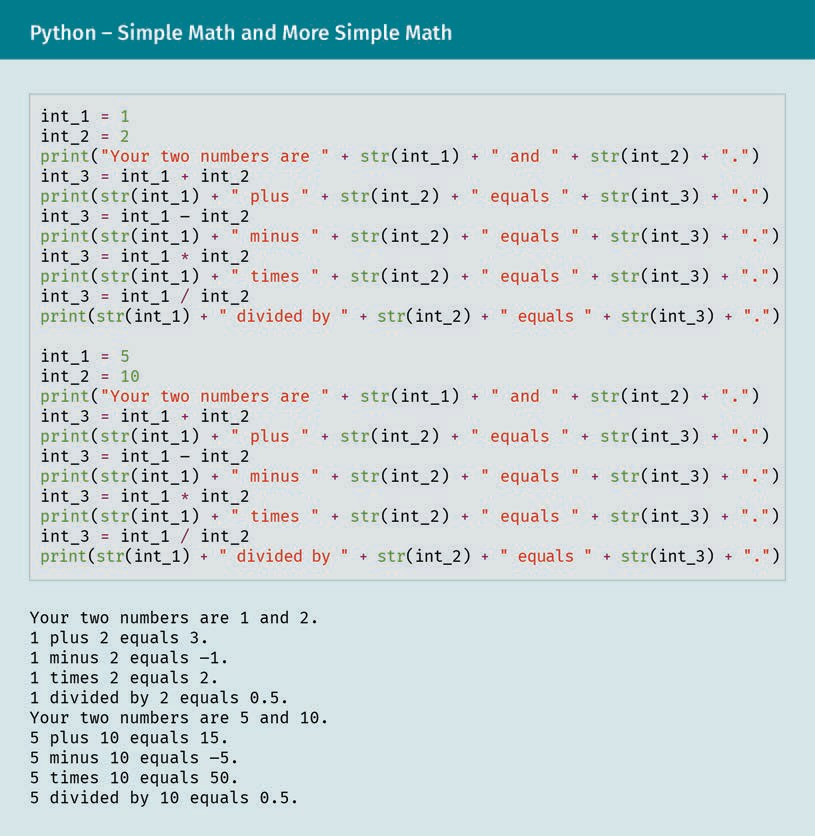 Python – Simple Math and More Simple Math
int_1 = 1
int_2 = 2
print("Your two numbers are " + str(int_1) + " and " + str(int_2) + ".")
int_3 = int_1 + int_2
print(str(int_1) + " plus " + str(int_2) + " equals " + str(int_3) + ".")
int_3 = int_1 – int_2
print(str(int_1) + " minus " + str(int_2) + " equals " + str(int_3) + ".")
int_3 = int_1 * int_2
print(str(int_1) + " times " + str(int_2) + " equals " + str(int_3) + ".")
int_3 = int_1 / int_2
print(str(int_1) + " divided by " + str(int_2) + " equals " + str(int_3) + ".")
int_1 = 5
int_2 = 10
print("Your two numbers are " + str(int_1) + " and " + str(int_2) + ".")
int_3 = int_1 + int_2
print(str(int_1) + " plus " + str(int_2) + " equals " + str(int_3) + ".")
int_3 = int_1 – int_2
print(str(int_1) + " minus " + str(int_2) + " equals " + str(int_3) + ".")
int_3 = int_1 * int_2
print(str(int_1) + " times " + str(int_2) + " equals " + str(int_3) + ".")
int_3 = int_1 / int_2
print(str(int_1) + " divided by " + str(int_2) + " equals " + str(int_3) + ".")
Your two numbers are 1 and 2.
1 plus 2 equals 3.
1 minus 2 equals –1.
1 times 2 equals 2.
1 divided by 2 equals 0.5.
Your two numbers are 5 and 10.
5 plus 10 equals 15.
5 minus 10 equals –5.
5 times 10 equals 50.
5 divided by 10 equals 0.5.